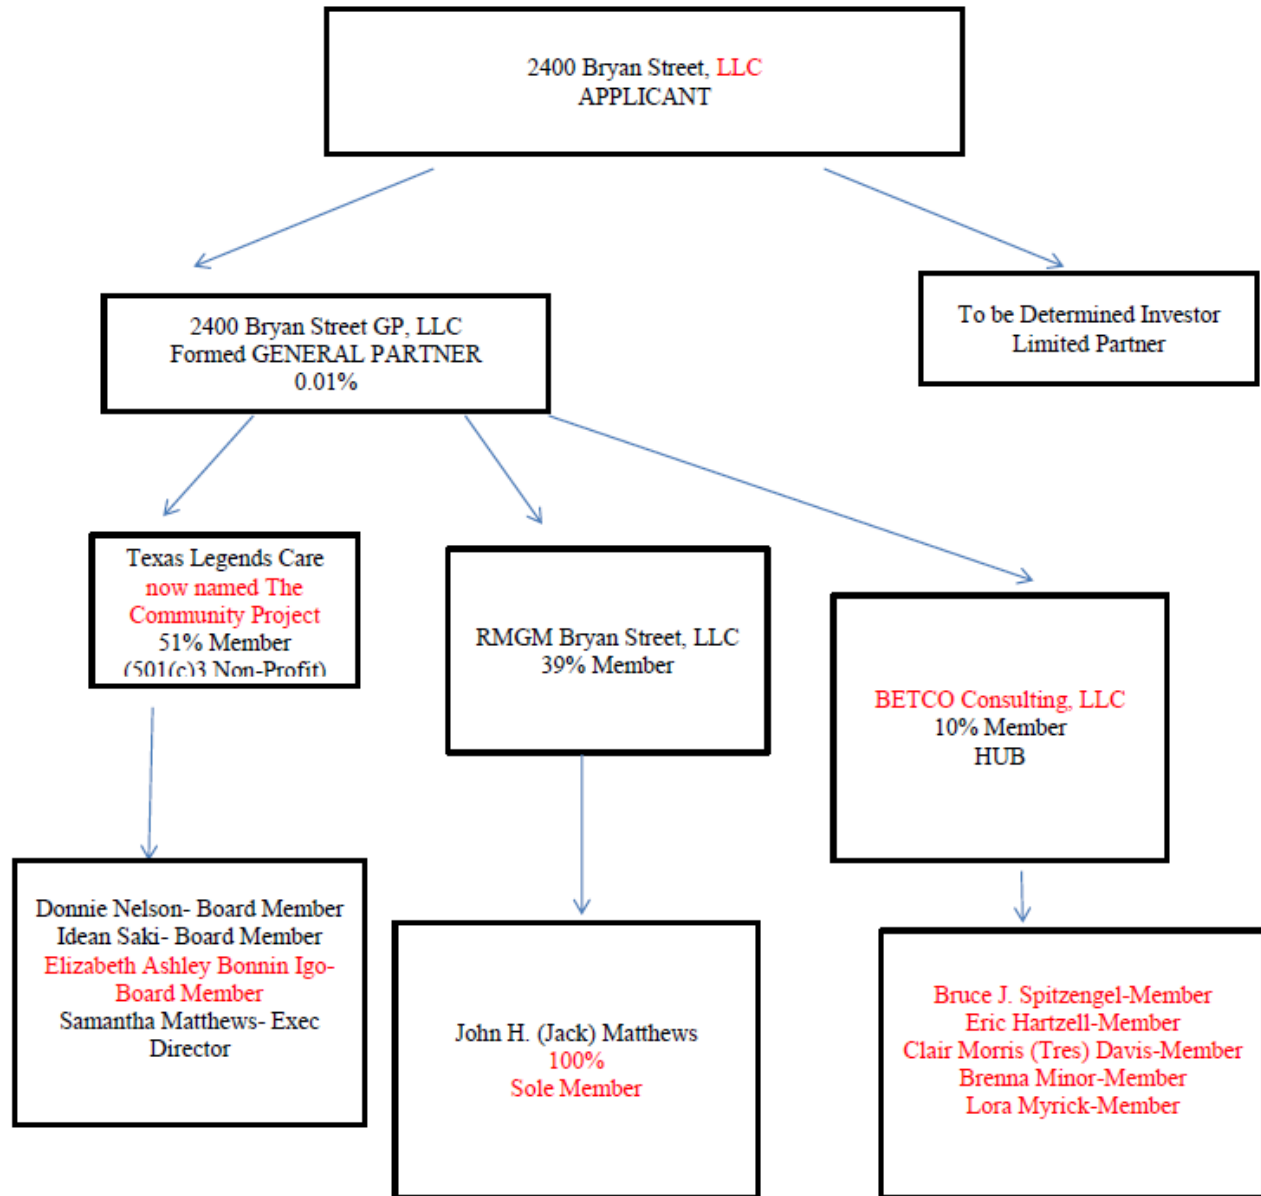 2400 Bryan Street, LLC
APPLICANT
2400 Bryan Street GP, LLC
Formed GENERAL PARTNER
0.01%
To be Determined Investor
Limited Partner
Texas Legends Care
now named The
Community Project
51% Member
(501(c)3 Non-Profit)
RMGM Bryan Street, LLC
39% Member
BETCO Consulting, LLC
10% Member
HUB
Donnie Nelson- Board Member
Idean Saki- Board Member
Elizabeth Ashley Bonnin Igo-
Board Member
Samantha Matthews- Exec
Director
John H. (Jack) Matthews
100%
Sole Member
Bruce J. Spitzengel-Member
Eric Hartzell-Member
Clair Morris (Tres) Davis-Member
Brenna Minor-Member
Lora Myrick-Member